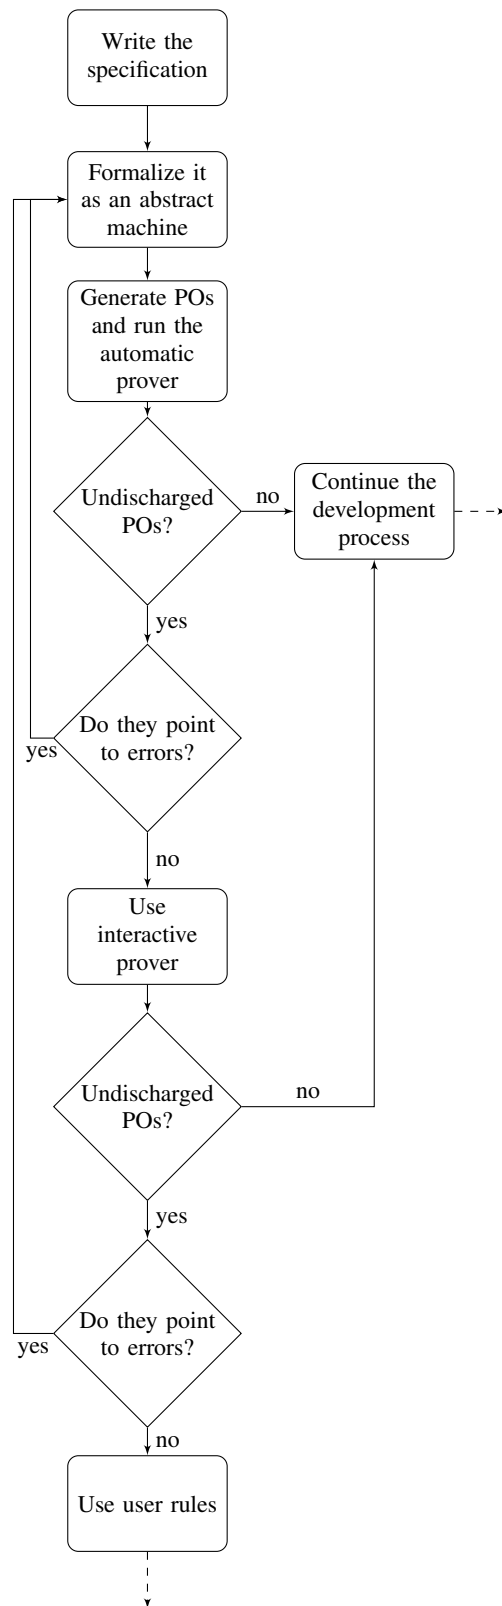 Write the
specification
Formalize it
as an abstract
machine
Generate POs
and run the
automatic
prover
Undischarged
POs?
no
Continue the
development
process
yes
Do they point
to errors?
yes
no
Use
interactive
prover
Undischarged
POs?
no
yes
Do they point
to errors?
yes
no
Use user rules